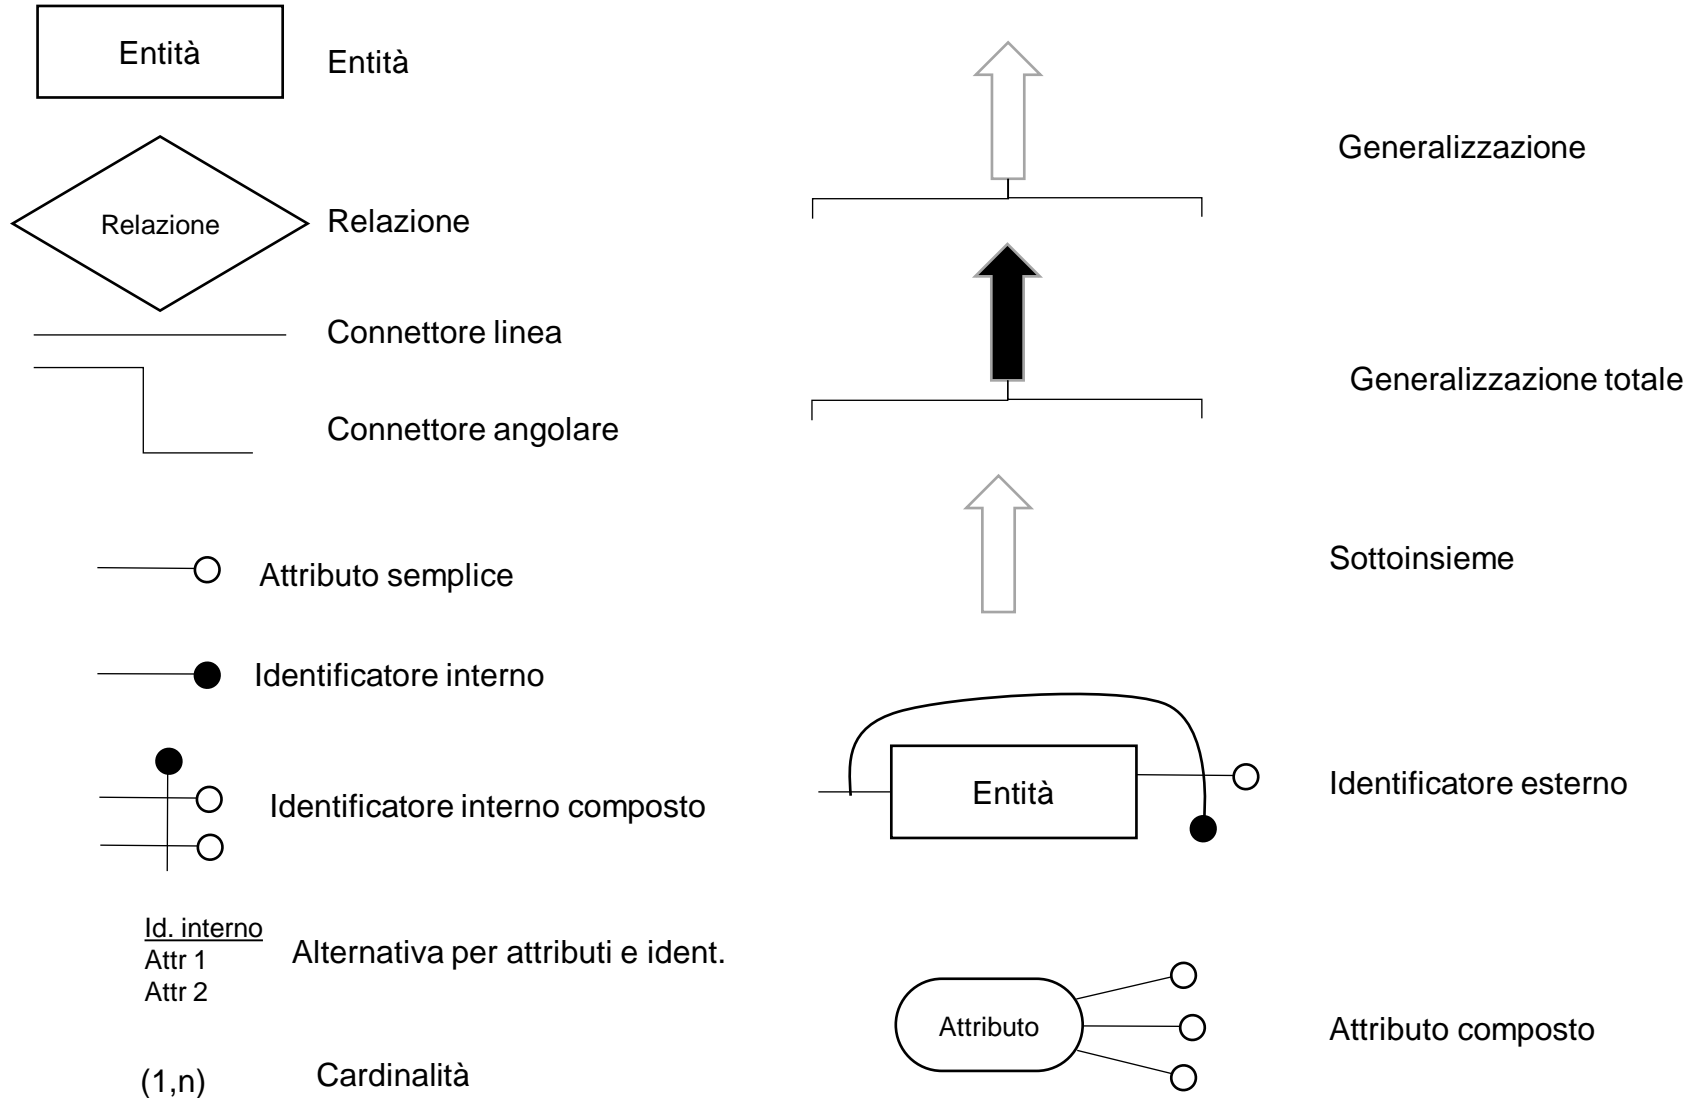 Entità
Entità
Relazione
Relazione
Connettore linea
Connettore angolare
Attributo semplice
Identificatore interno
Identificatore interno composto
Id. interno
Attr 1
Attr 2
Alternativa per attributi e ident.
(1,n)
Cardinalità
Generalizzazione
Generalizzazione totale
Sottoinsieme
Entità
Identificatore esterno
Attributo
Attributo composto